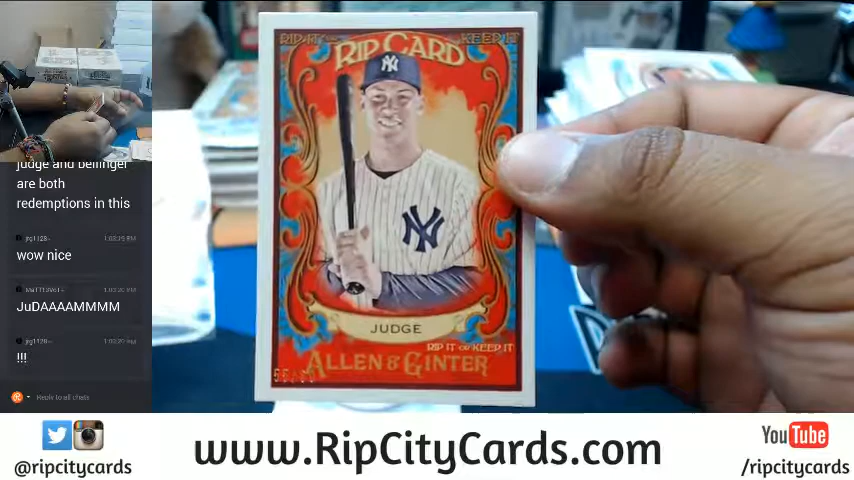 judge and bellinger
are both
redemptions in this
wow nice
JuDAAAAMMMM
!!!
Reply to all chats
RIP IT OR KEEP IT
RIP CARD
NY
NY
JUDGE
RIP IT OR KEEP IT
ALLEN & GINTER
@ripcitycards
www.RipCityCards.com
YouTube
/ripcitycards